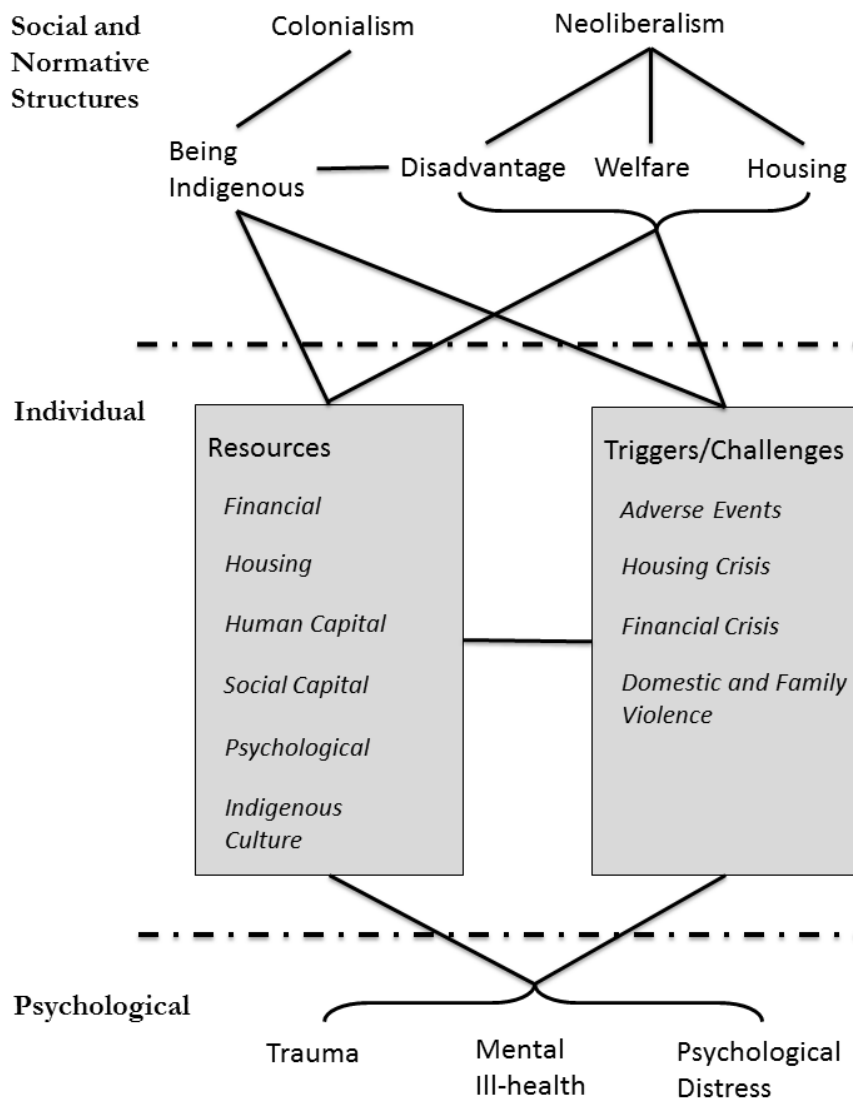 Social and
Normative
Structures
Colonialism
Neoliberalism
Being
Indigenous
Disadvantage
Welfare
Housing
Individual
Resources
Financial
Housing
Human Capital
Social Capital
Psychological
Indigenous
Culture
Triggers/Challenges
Adverse Events
Housing Crisis
Financial Crisis
Domestic and Family
Violence
Psychological
Trauma
Mental
Ill-health
Psychological
Distress